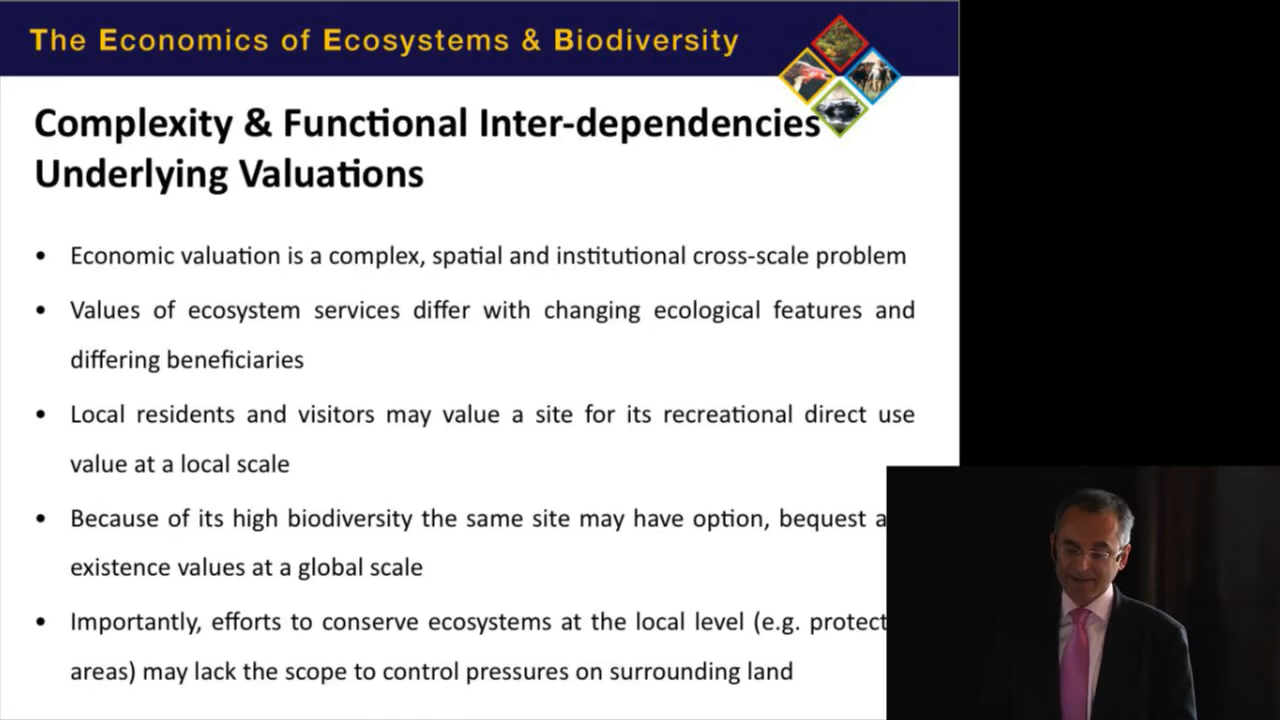 The Economics of Ecosystems & Biodiversity
Complexity & Functional Inter-dependencies
Underlying Valuations
• Economic valuation is a complex, spatial and institutional cross-scale problem
• Values of ecosystem services differ with changing ecological features and
differing beneficiaries
• Local residents and visitors may value a site for its recreational direct use
value at a local scale
• Because of its high biodiversity the same site may have option, bequest a
existence values at a global scale
• Importantly, efforts to conserve ecosystems at the local level (e.g. protect
areas) may lack the scope to control pressures on surrounding land